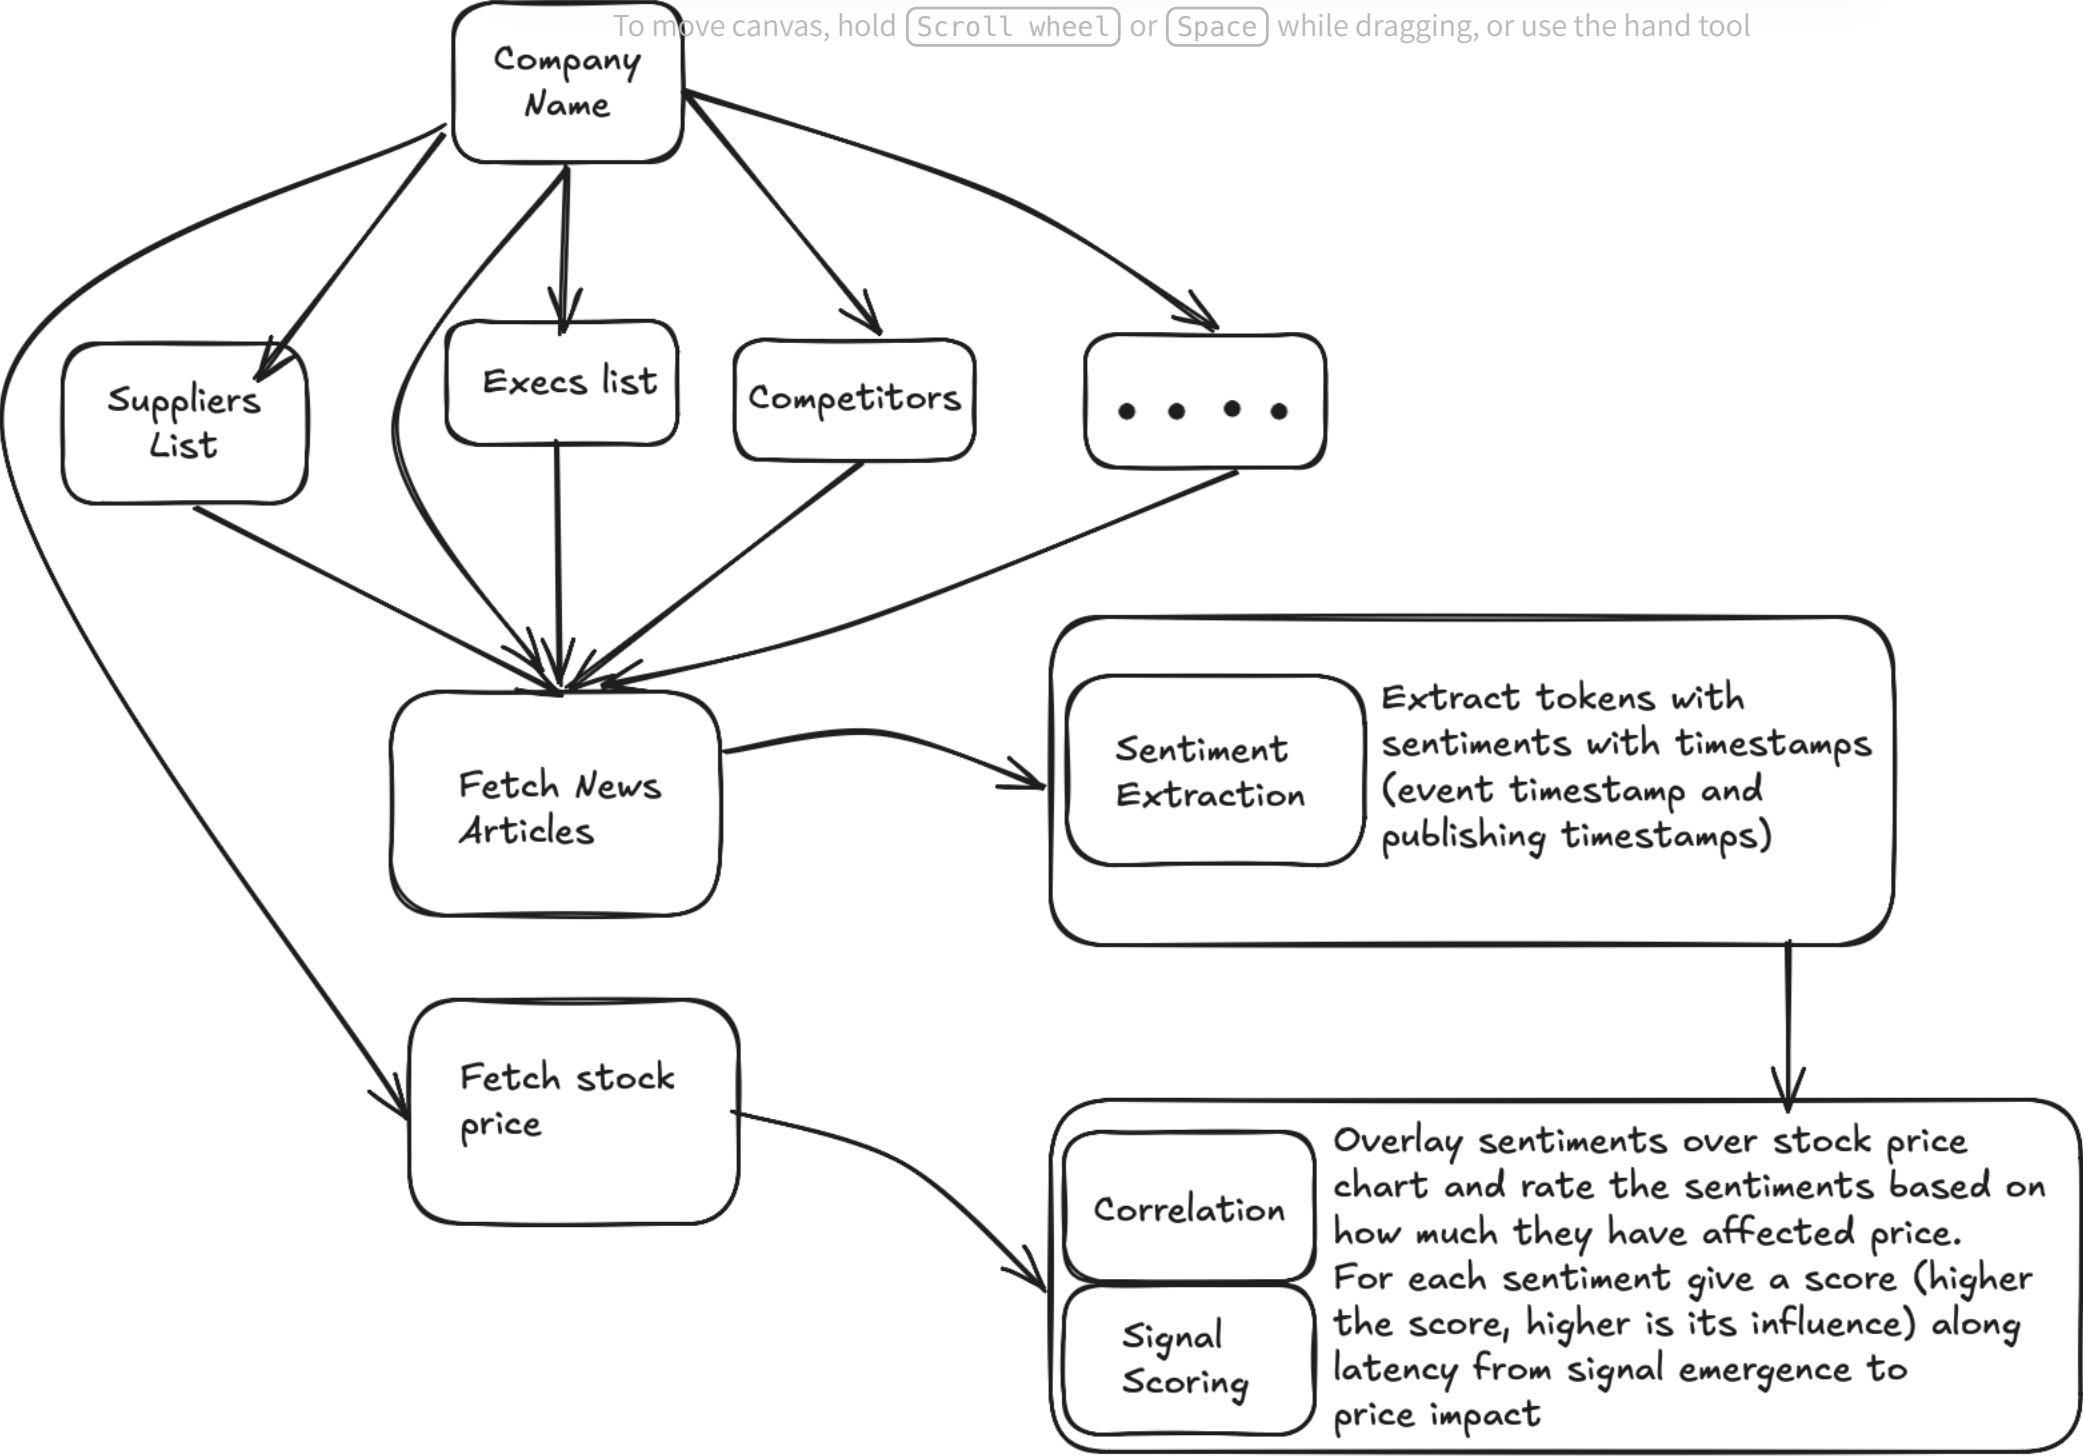 To move canvas, hold Scroll wheel or Space while dragging, or use the hand tool
Company
Name
Suppliers
List
Execs list
Competitors
Fetch News
Articles
Sentiment
Extraction
Extract tokens with
sentiments with timestamps
(event timestamp and
publishing timestamps)
Fetch stock
price
Correlation
Signal
Scoring
Overlay sentiments over stock price
chart and rate the sentiments based on
how much they have affected price.
For each sentiment give a score (higher
the score, higher is its influence) along
latency from signal emergence to
price impact